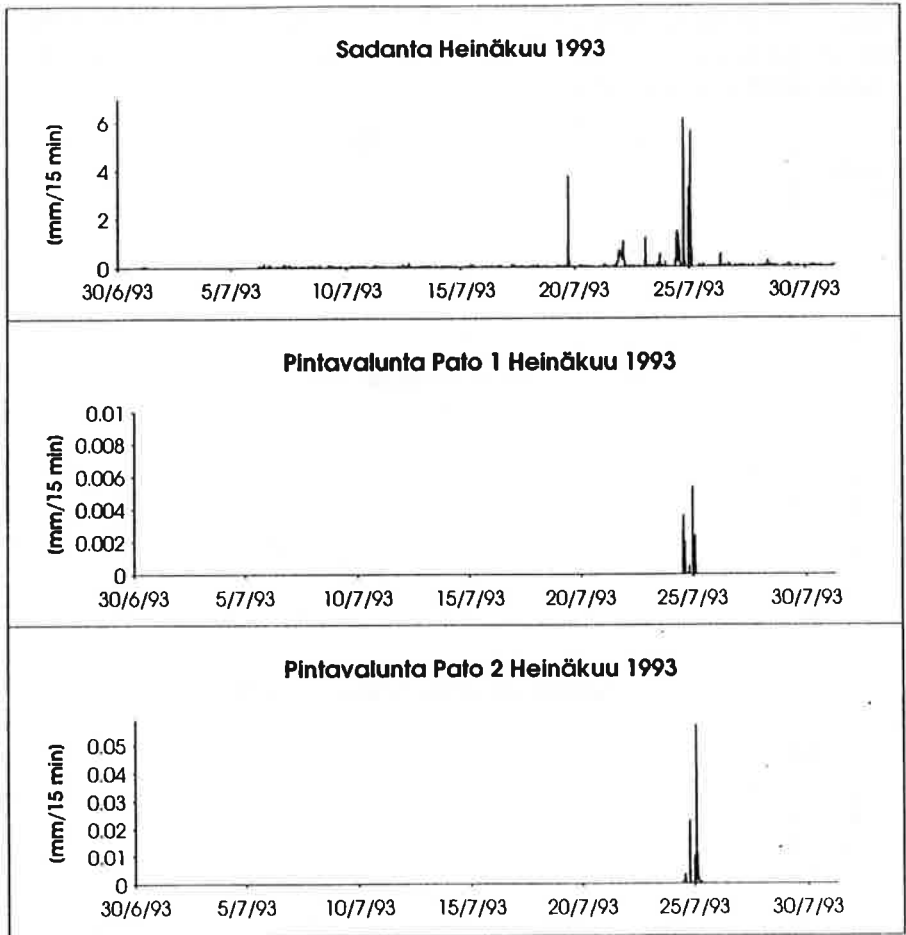 Sadanta Heinäkuu 1993
(mm/15 min)
6
4
2
0
30/6/93 5/7/93 10/7/93 15/7/93 20/7/93 25/7/93 30/7/93
Pintavalunta Pato 1 Heinäkuu 1993
(mm/15 min)
0.01
0.008
0.006
0.004
0.002
0
30/6/93 5/7/93 10/7/93 15/7/93 20/7/93 25/7/93 30/7/93
Pintavalunta Pato 2 Heinäkuu 1993
(mm/15 min)
0.05
0.04
0.03
0.02
0.01
0
30/6/93 5/7/93 10/7/93 15/7/93 20/7/93 25/7/93 30/7/93